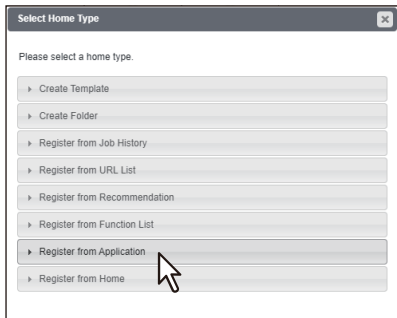 Select Home Type
Please select a home type.
Create Template
Create Folder
Register from Job History
Register from URL List
Register from Recommendation
Register from Function List
Register from Application
Register from Home